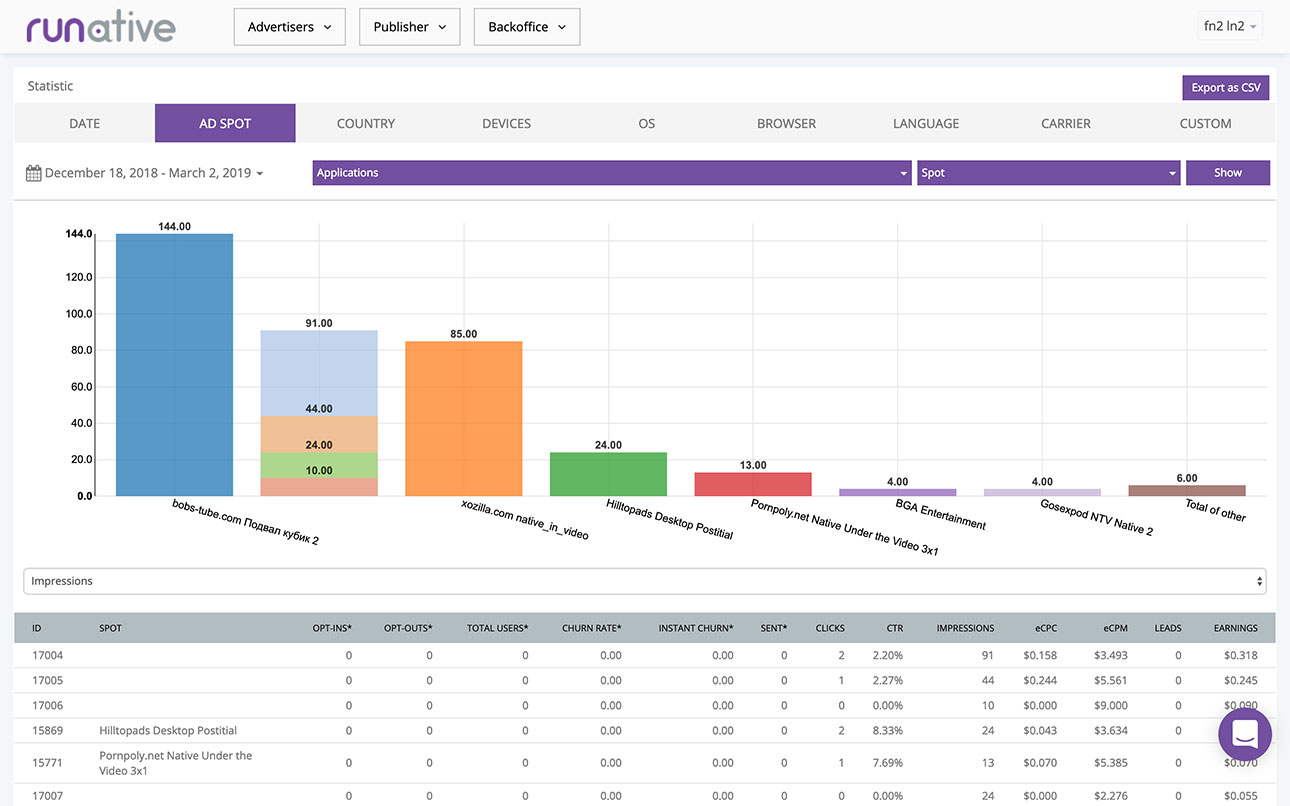 runative
Advertisers Publisher Backoffice fn2 ln2
Statistic Export as CSV
DATE AD SPOT COUNTRY DEVICES OS BROWSER LANGUAGE CARRIER CUSTOM
December 18, 2018 - March 2, 2019 Applications Spot Show
144.00
144.0
120.0
100.0
91.00
85.00
80.0
60.0
44.00
40.0
24.00 24.00
20.0
10.00 13.00
4.00 4.00 6.00
0.0
bobs-tube.com Подвал кубик 2
xozilla.com native_in_video
Hilltopads Desktop Postitial
Pornpoly.net Native Under the Video 3x1
BGA Entertainment
Gosexpod NTV Native 2
Total of other
Impressions
ID SPOT OPT-INS* OPT-OUTS* TOTAL USERS* CHURN RATE* INSTANT CHURN* SENT* CLICKS CTR IMPRESSIONS eCPC eCPM LEADS EARNINGS
17004 0 0 0 0.00 0.00 0 2 2.20% 91 $0.158 $3.493 0 $0.318
17005 0 0 0 0.00 0.00 0 1 2.27% 44 $0.244 $5.561 0 $0.245
17006 0 0 0 0.00 0.00 0 0 0.00% 10 $0.000 $9.000 0 $0.090
15869 Hilltopads Desktop Postitial 0 0 0 0.00 0.00 0 2 8.33% 24 $0.043 $3.634 0
15771 Pornpoly.net Native Under the
Video 3x1 0 0 0 0.00 0.00 0 1 7.69% 13 $0.070 $5.385 0 $0.070
17007 0 0 0 0.00 0.00 0 0 0.00% 24 $0.000 $2.276 0 $0.055